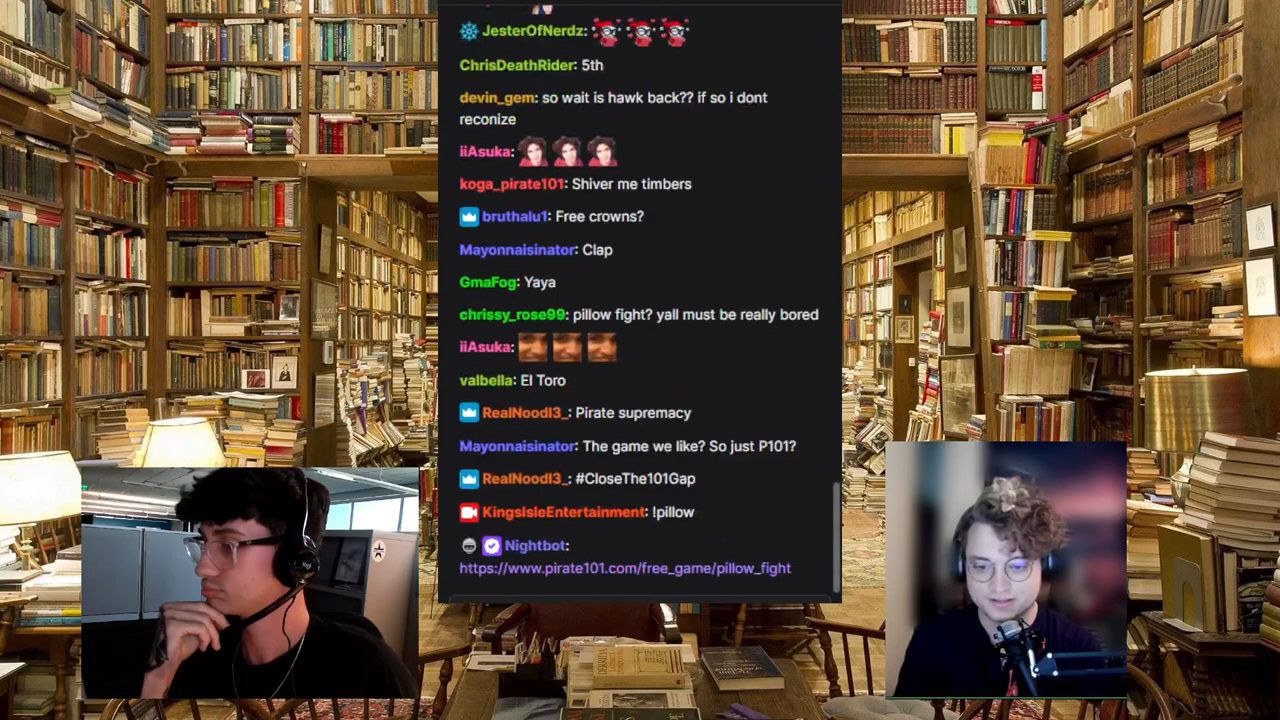 JesterOfNerdz:
ChrisDeathRider: 5th
devin_gem: so wait is hawk back?? if so i dont
reconize
iiAsuka:
koga_pirate101: Shiver me timbers
bruthalu1: Free crowns?
Mayonnaisinator: Clap
GmaFog: Yaya
chrissy_rose99: pillow fight? yall must be really bored
iiAsuka:
valbella: El Toro
RealNoodl3_: Pirate supremacy
Mayonnaisinator: The game we like? So just P101?
RealNoodl3_: #CloseThe101Gap
KingsIsleEntertainment: !pillow
Nightbot:
https://www.pirate101.com/free_game/pillow_fight